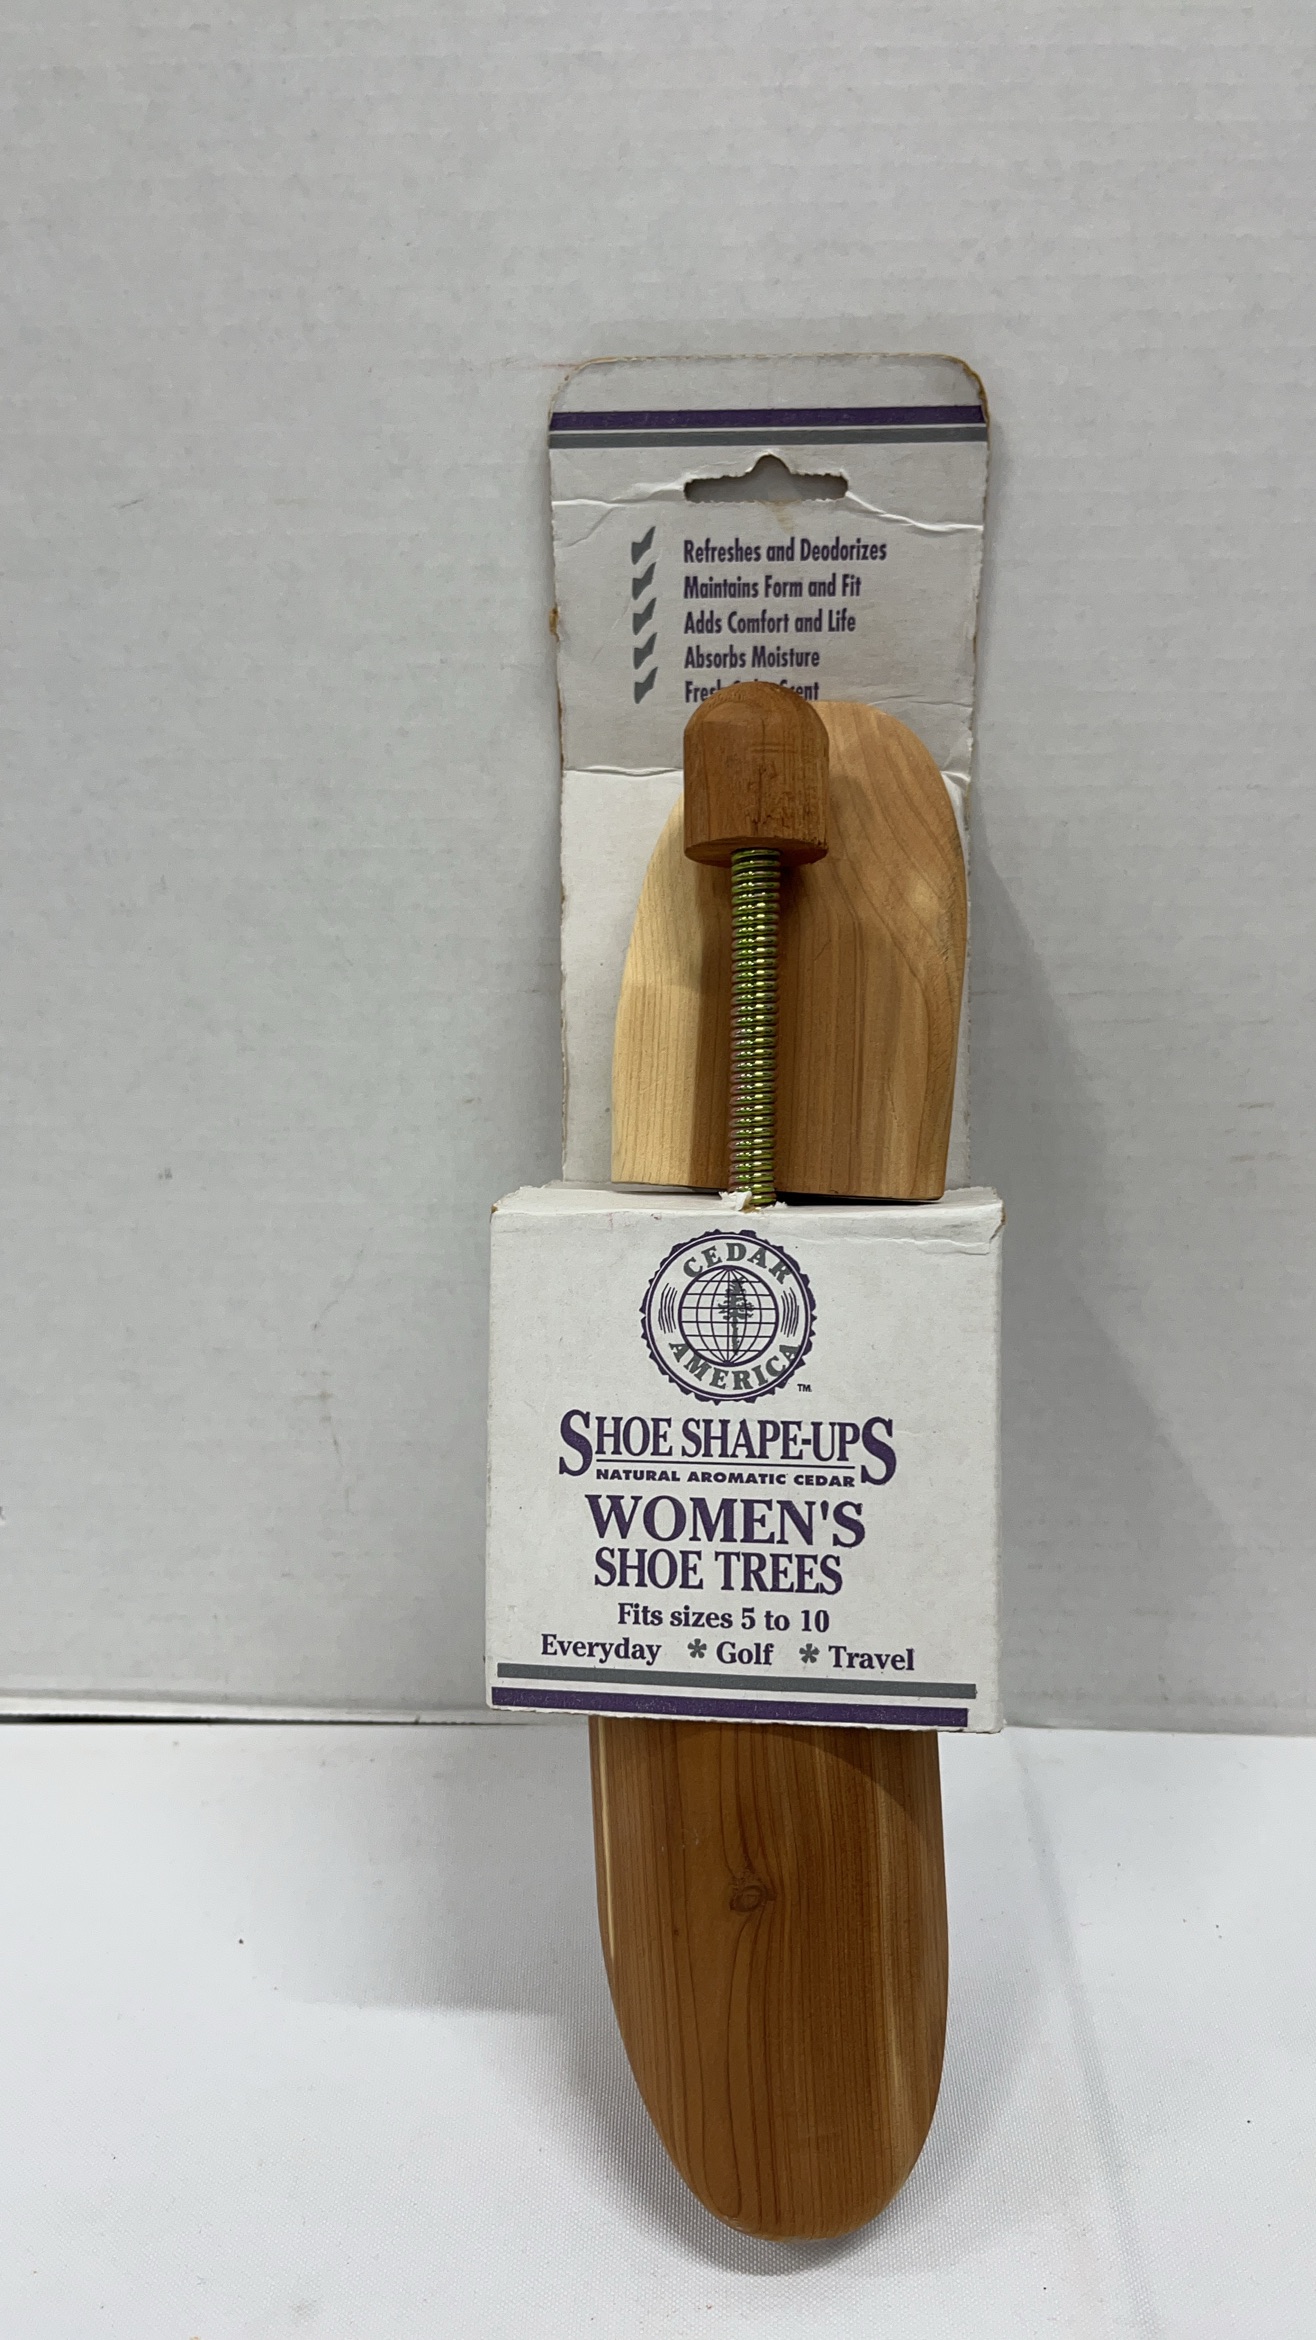 Refreshes and Deodorizes
Maintains Form and Fit
Adds Comfort and Life
Absorbs Moisture
CEDAR
AMERICA
TM
SHOE SHAPE-UPS
NATURAL AROMATIC CEDAR
WOMEN'S
SHOE TREES
Fits sizes 5 to 10
Everyday * Golf * Travel